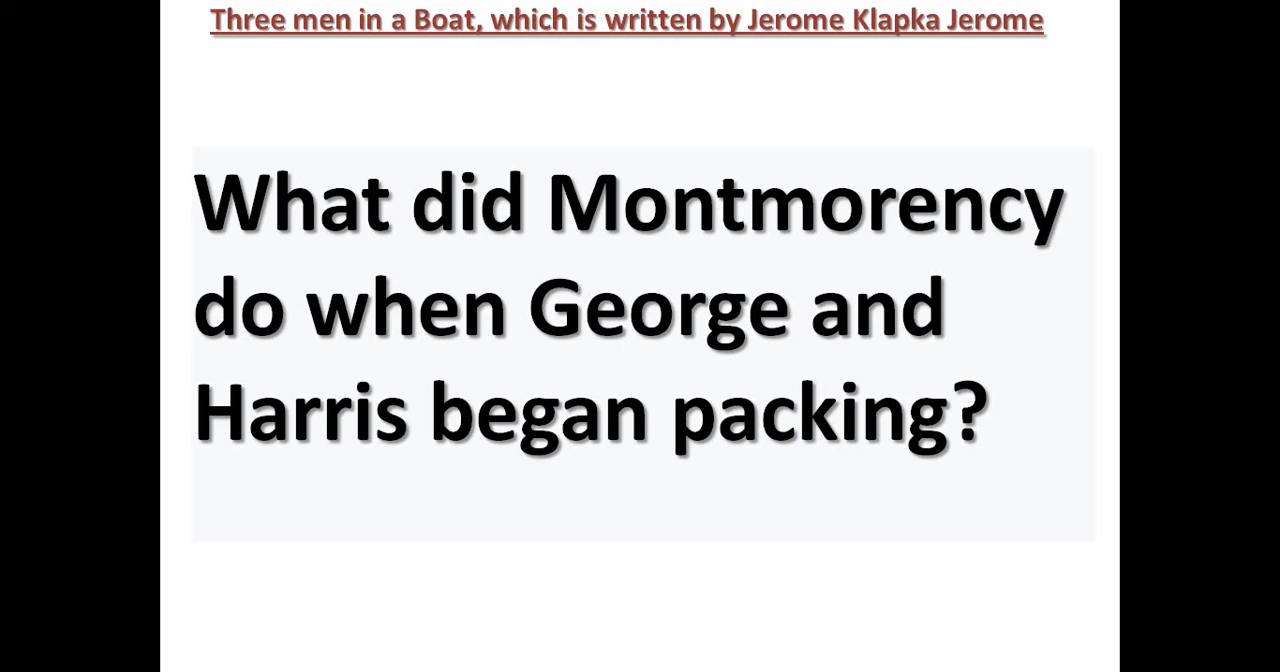 Three men in a Boat, which is written by Jerome Klapka Jerome
What did Montmorency
do when George and
Harris began packing?